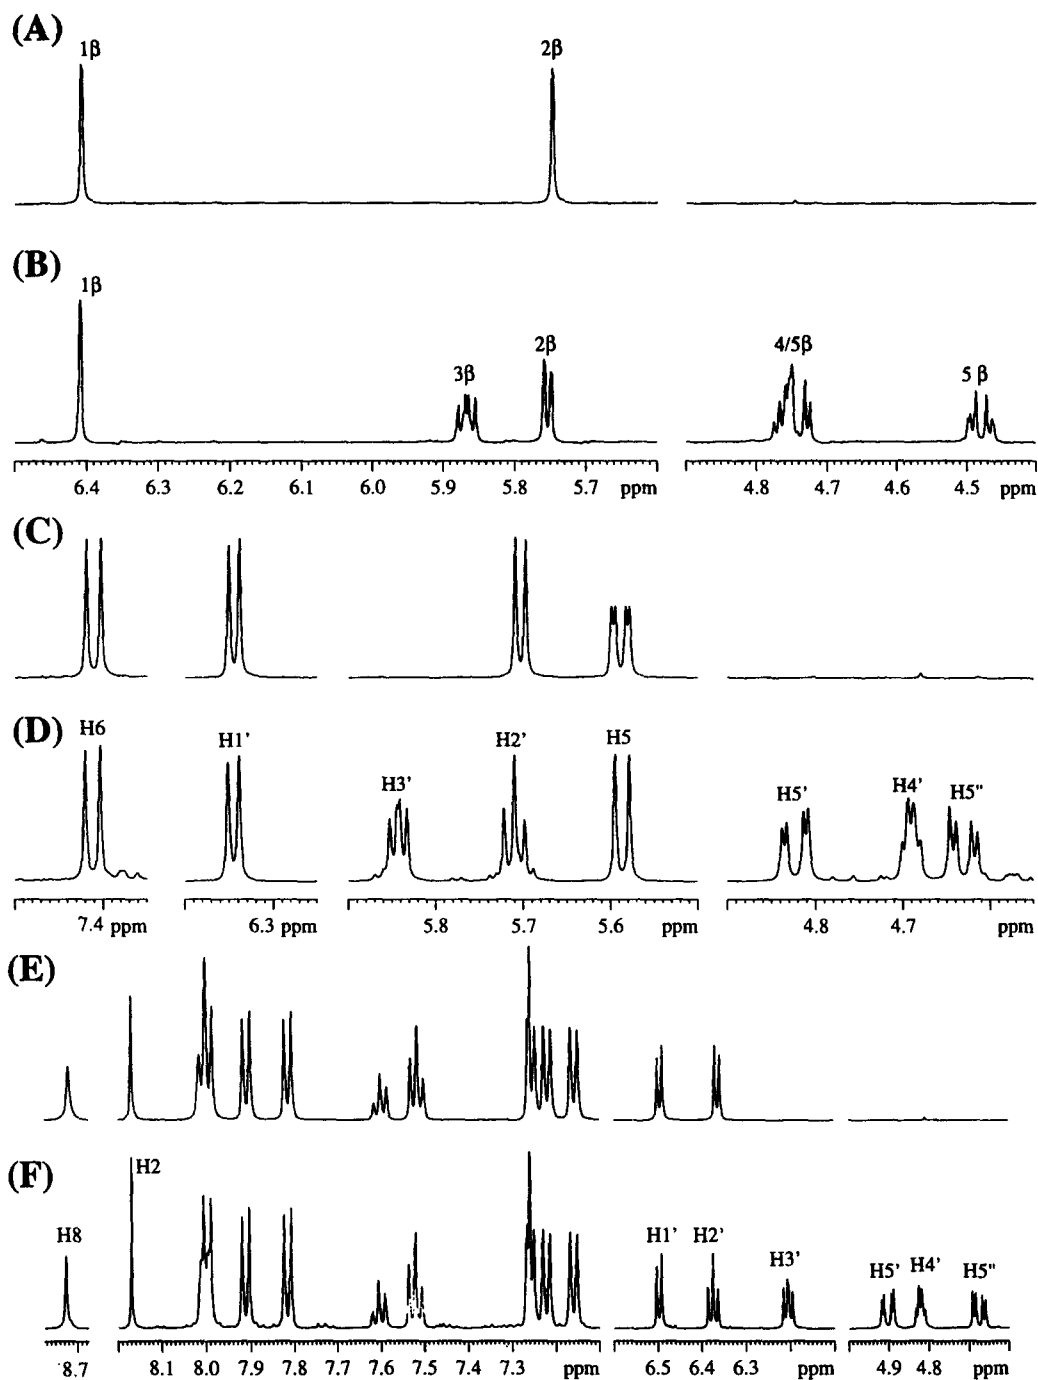 (A)
1β 2β
(B)
1β 3β 2β 4/5β 5 β
6.4 6.3 6.2 6.1 6.0 5.9 5.8 5.7 ppm 4.8 4.7 4.6 4.5 ppm
(C)
(D)
H6 H1' H3' H2' H5 H5' H4' H5"
7.4 ppm 6.3 ppm 5.8 5.7 5.6 ppm 4.8 4.7 ppm
(E)
(F)
H8 H2 H1' H2' H3' H5' H4' H5"
8.7 8.1 8.0 7.9 7.8 7.7 7.6 7.5 7.4 7.3 ppm 6.5 6.4 6.3 ppm 4.9 4.8 ppm